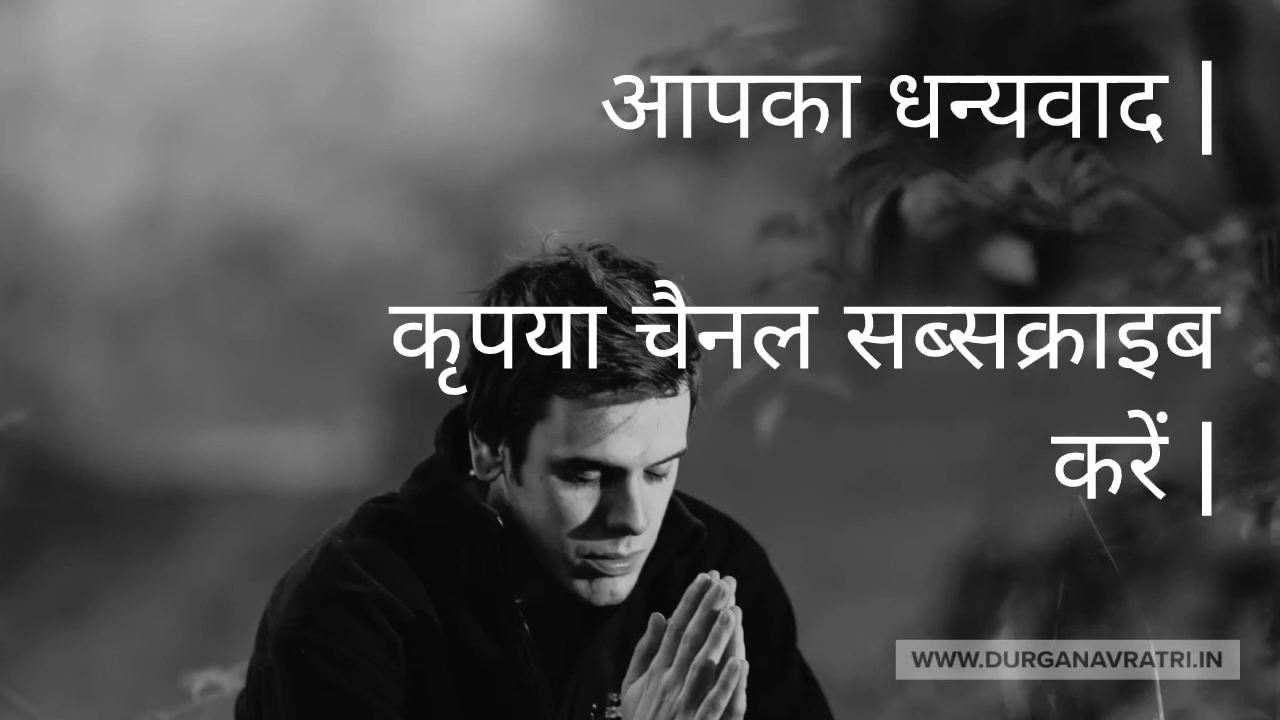 आपका धन्यवाद |
कृपया चैनल सब्सक्राइब
करें |
WWW.DURGANAVRATRI.IN